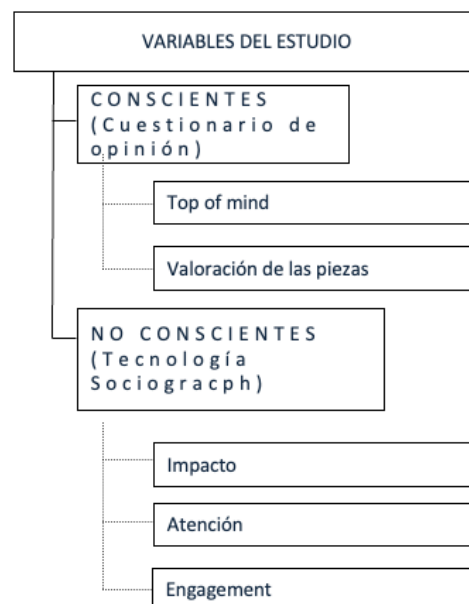 VARIABLES DEL ESTUDIO
CONSCIENTES
(Cuestionario de
opinión)
Top of mind
Valoración de las piezas
NO CONSCIENTES
(Tecnología
Sociogracph)
Impacto
Atención
Engagement